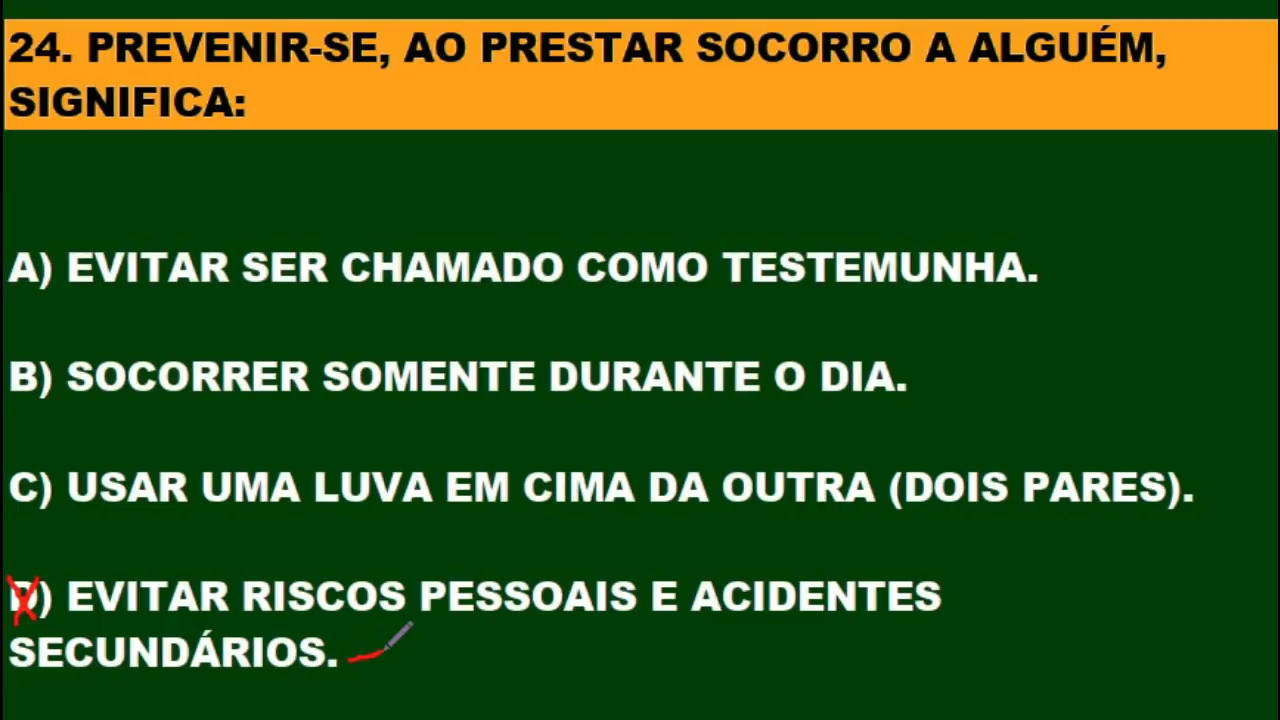 24. PREVENIR-SE, AO PRESTAR SOCORRO A ALGUÉM,
SIGNIFICA:
A) EVITAR SER CHAMADO COMO TESTEMUNHA.
B) SOCORRER SOMENTE DURANTE O DIA.
C) USAR UMA LUVA EM CIMA DA OUTRA (DOIS PARES).
D) EVITAR RISCOS PESSOAIS E ACIDENTES
SECUNDÁRIOS.